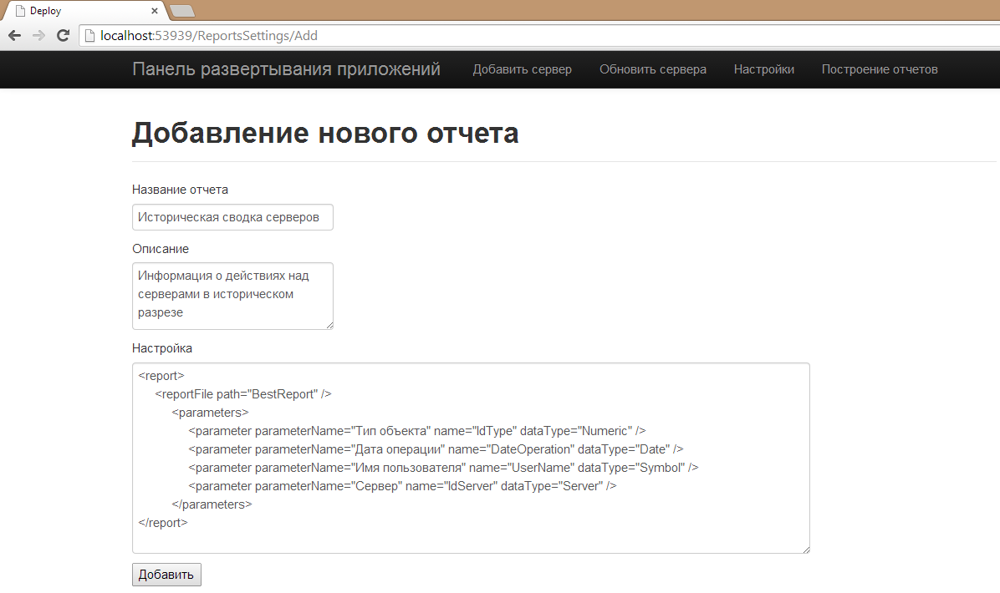 Deploy
localhost:53939/ReportsSettings/Add
Панель развертывания приложений Добавить сервер Обновить сервера Настройки Построение отчетов
Добавление нового отчета
Название отчета
Историческая сводка серверов
Описание
Информация о действиях над
серверами в историческом
разрезе
Настройка
<report>
<reportFile path="BestReport" />
<parameters>
<parameter parameterName="Тип объекта" name="IdType" dataType="Numeric" />
<parameter parameterName="Дата операции" name="DateOperation" dataType="Date" />
<parameter parameterName="Имя пользователя" name="UserName" dataType="Symbol" />
<parameter parameterName="Сервер" name="IdServer" dataType="Server" />
</parameters>
</report>
Добавить